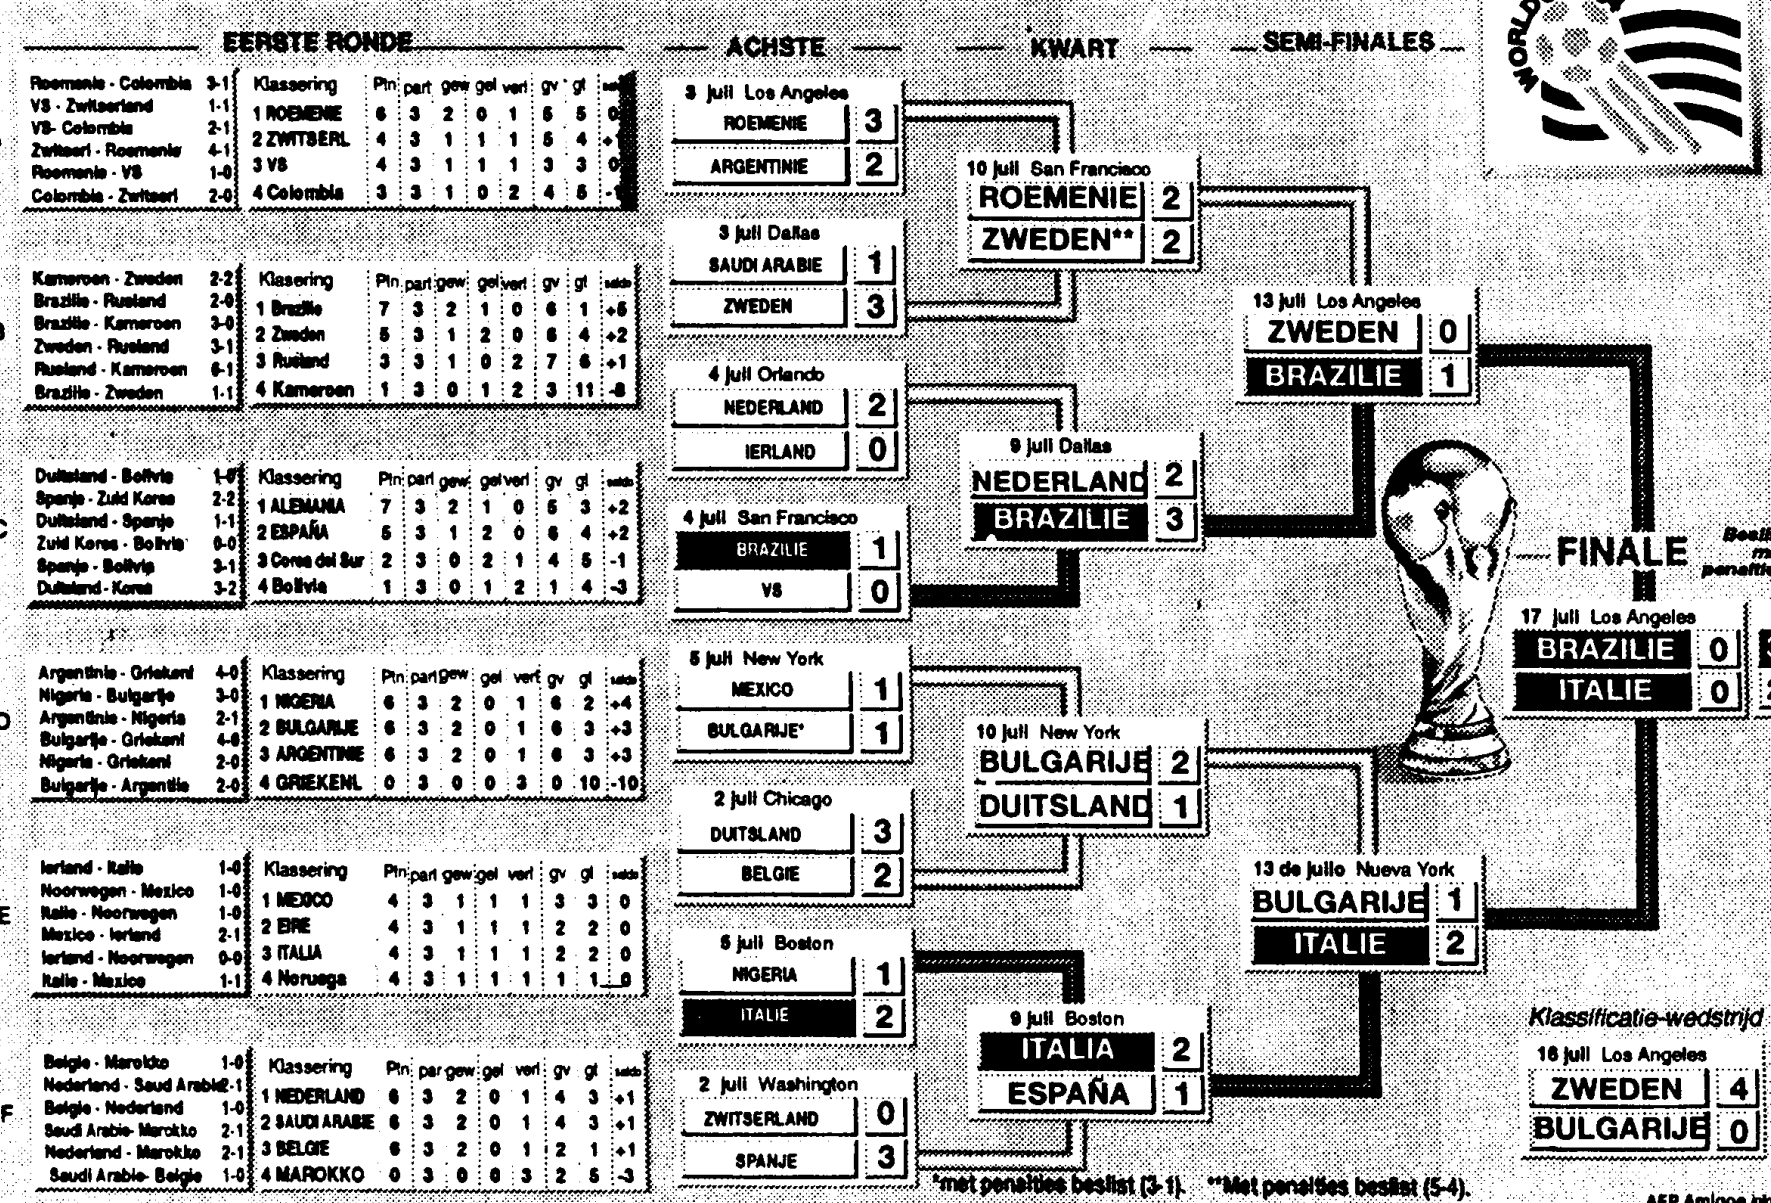 EERSTE RONDE
Roemenie - Colombia 3-1
VS - Zwitserland 1-1
VS- Colombia 2-1
Zwitserl - Roemenie 4-1
Roemenie - VS 1-0
Colombia - Zwitserl 2-0
Klassering Ptn part gew gel verl gv gt
1 ROEMENIE 6 3 2 0 1 5 5 0
2 ZWITSERL 4 3 1 1 1 5 4 +1
3 VS 4 3 1 1 1 3 3 0
4 Colombia 3 3 1 0 2 4 5 -1
B
Kameroen - Zweden 2-2
Brazilie - Rusland 2-0
Brazilie - Kameroen 3-0
Zweden - Rusland 3-1
Rusland - Kameroen 6-1
Brazilie - Zweden 1-1
Klasering Ptn part gew gel verl gv gt saldo
1 Brazilie 7 3 2 1 0 6 1 +5
2 Zweden 5 3 1 2 0 6 4 +2
3 Rusland 3 3 1 0 2 7 6 +1
4 Kameroen 1 3 0 1 2 3 11 -8
C
Duitsland - Bolivia 1-0
Spanje - Zuid Korea 2-2
Duitsland - Spanje 1-1
Zuid Korea - Bolivia 0-0
Spanje - Bolivia 3-1
Duitsland - Korea 3-2
Klassering Ptn part gew gel verl gv gt saldo
1 ALEMANIA 7 3 2 1 0 5 3 +2
2 ESPAÑA 5 3 1 2 0 6 4 +2
3 Corea del Sur 2 3 0 2 1 4 5 -1
4 Bolivia 1 3 0 1 2 1 4 -3
D
Argentinie - Griekenl 4-0
Nigeria - Bulgarije 3-0
Argentinie - Nigeria 2-1
Bulgarije - Griekenl 4-0
Nigeria - Griekenl 2-0
Bulgarije - Argentiie 2-0
Klassering Ptn part gew gel verl gv gt saldo
1 NIGERIA 6 3 2 0 1 6 2 +4
2 BULGARIJE 6 3 2 0 1 6 3 +3
3 ARGENTINIE 6 3 2 0 1 6 3 +3
4 GRIEKENL 0 3 0 0 3 0 10 -10
E
Ierland - Italie 1-0
Noorwegen - Mexico 1-0
Italie - Noorwegen 1-0
Mexico - Ierland 2-1
Ierland - Noorwegen 0-0
Italie - Mexico 1-1
Klassering Ptn part gew gel verl gv gt saldo
1 MEXICO 4 3 1 1 1 3 3 0
2 EIRE 4 3 1 1 1 2 2 0
3 ITALIA 4 3 1 1 1 2 2 0
4 Noruega 4 3 1 1 1 1 1 0
F
Belgie - Marokko 1-0
Nederland - Saud Arabie 2-1
Belgie - Nederland 1-0
Saudi Arabie- Marokko 2-1
Nederland - Marokko 2-1
Saudi Arabie- Belgie 1-0
Klassering Ptn par gew gel verl gv gt saldo
1 NEDERLAND 6 3 2 0 1 4 3 +1
2 SAUDI ARABIE 6 3 2 0 1 4 3 +1
3 BELGIE 6 3 2 0 1 2 1 +1
4 MAROKKO 0 3 0 0 3 2 5 -3
ACHSTE
3 juli Los Angeles
ROEMENIE 3
ARGENTINIE 2
3 juli Dallas
SAUDI ARABIE 1
ZWEDEN 3
4 juli Orlando
NEDERLAND 2
IERLAND 0
4 juli San Francisco
BRAZILIE 1
VS 0
5 juli New York
MEXICO 1
BULGARIJE* 1
2 juli Chicago
DUITSLAND 3
BELGIE 2
5 juli Boston
NIGERIA 1
ITALIE 2
2 juli Washington
ZWITSERLAND 0
SPANJE 3
KWART
10 juli San Francisco
ROEMENIE 2
ZWEDEN** 2
9 juli Dallas
NEDERLAND 2
BRAZILIE 3
10 juli New York
BULGARIJE 2
DUITSLAND 1
9 juli Boston
ITALIA 2
ESPAÑA 1
*met penalties beslist (3-1). **Met penalties beslist (5-4).
SEMI-FINALES
13 juli Los Angeles
ZWEDEN 0
BRAZILIE 1
13 de julio Nueva York
BULGARIJE 1
ITALIE 2
WORLD
FINALE
17 juli Los Angeles
BRAZILIE 0
ITALIE 0
Klassificatie-wedstrijd
16 juli Los Angeles
ZWEDEN 4
BULGARIJE 0